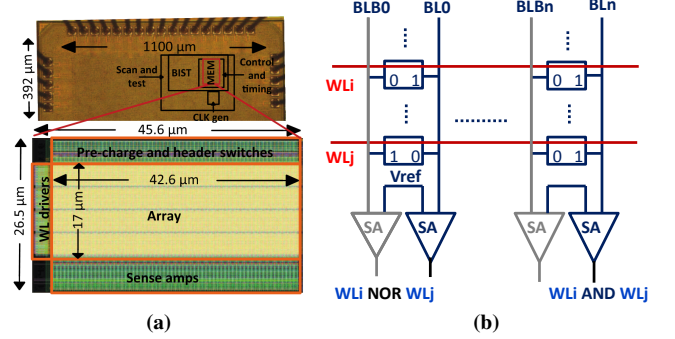 1100 µm
392 µm
Scan and test
BIST
MEM
Control and timing
CLK gen
45.6 µm
Pre-charge and header switches
26.5 µm
WL drivers
17 µm
42.6 µm
Array
Sense amps
(a)
BLB0 BL0 BLBn BLn
WLi
0 1 0 1
WLj
1 0 0 1
Vref
SA SA SA SA
WLi NOR WLj WLi AND WLj
(b)